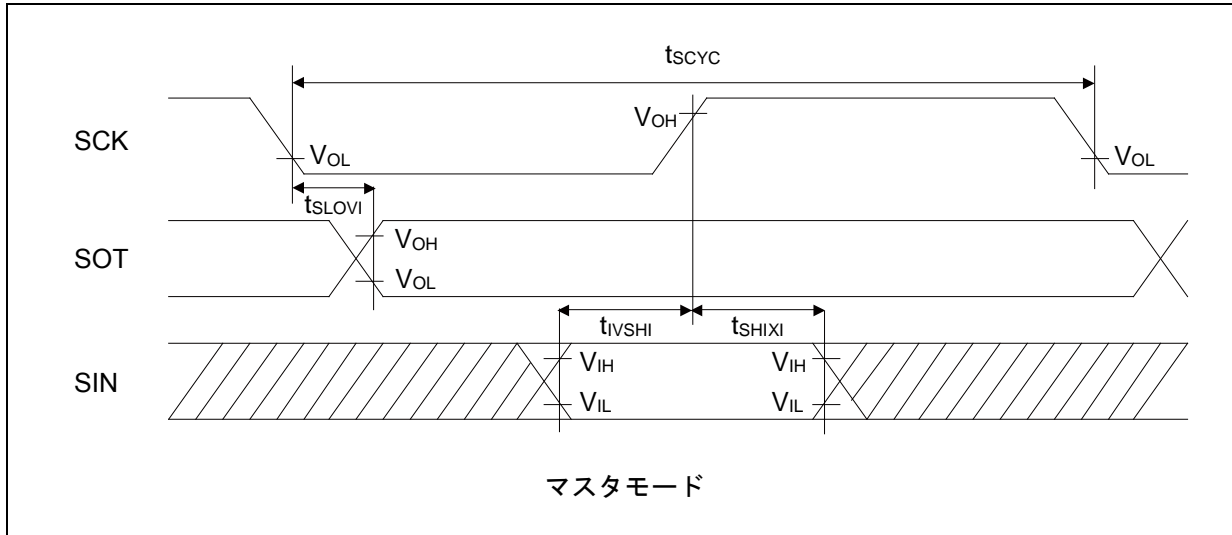 tSCYC
SCK
VOH
VOL
VOL
tSLOVI
SOT
VOH
VOL
tIVSHI
tSHIXI
SIN
VIH
VIH
VIL
VIL
マスタモード